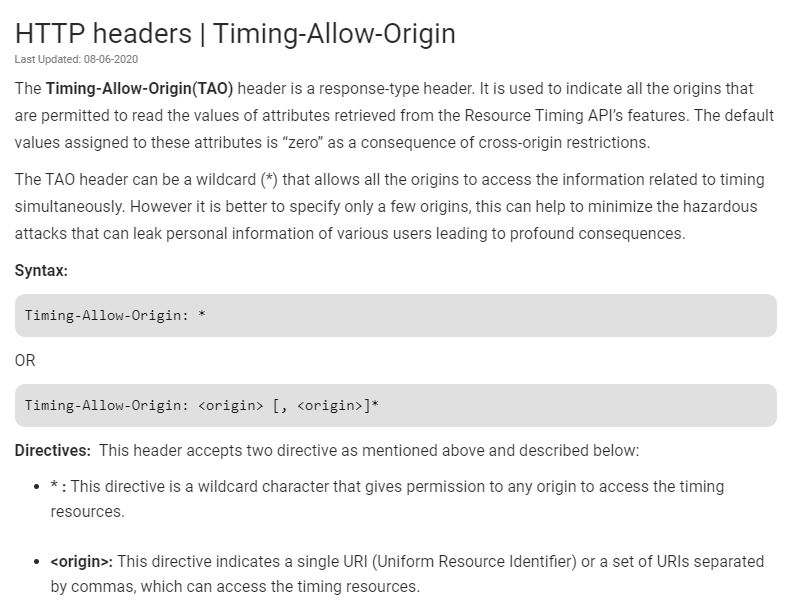 HTTP headers | Timing-Allow-Origin
Last Updated: 08-06-2020
The Timing-Allow-Origin(TAO) header is a response-type header. It is used to indicate all the origins that
are permitted to read the values of attributes retrieved from the Resource Timing API’s features. The default
values assigned to these attributes is “zero” as a consequence of cross-origin restrictions.
The TAO header can be a wildcard (*) that allows all the origins to access the information related to timing
simultaneously. However it is better to specify only a few origins, this can help to minimize the hazardous
attacks that can leak personal information of various users leading to profound consequences.
Syntax:
Timing-Allow-Origin: *
OR
Timing-Allow-Origin: <origin> [, <origin>]*
Directives: This header accepts two directive as mentioned above and described below:
• * : This directive is a wildcard character that gives permission to any origin to access the timing
resources.
• <origin>: This directive indicates a single URI (Uniform Resource Identifier) or a set of URIs separated
by commas, which can access the timing resources.